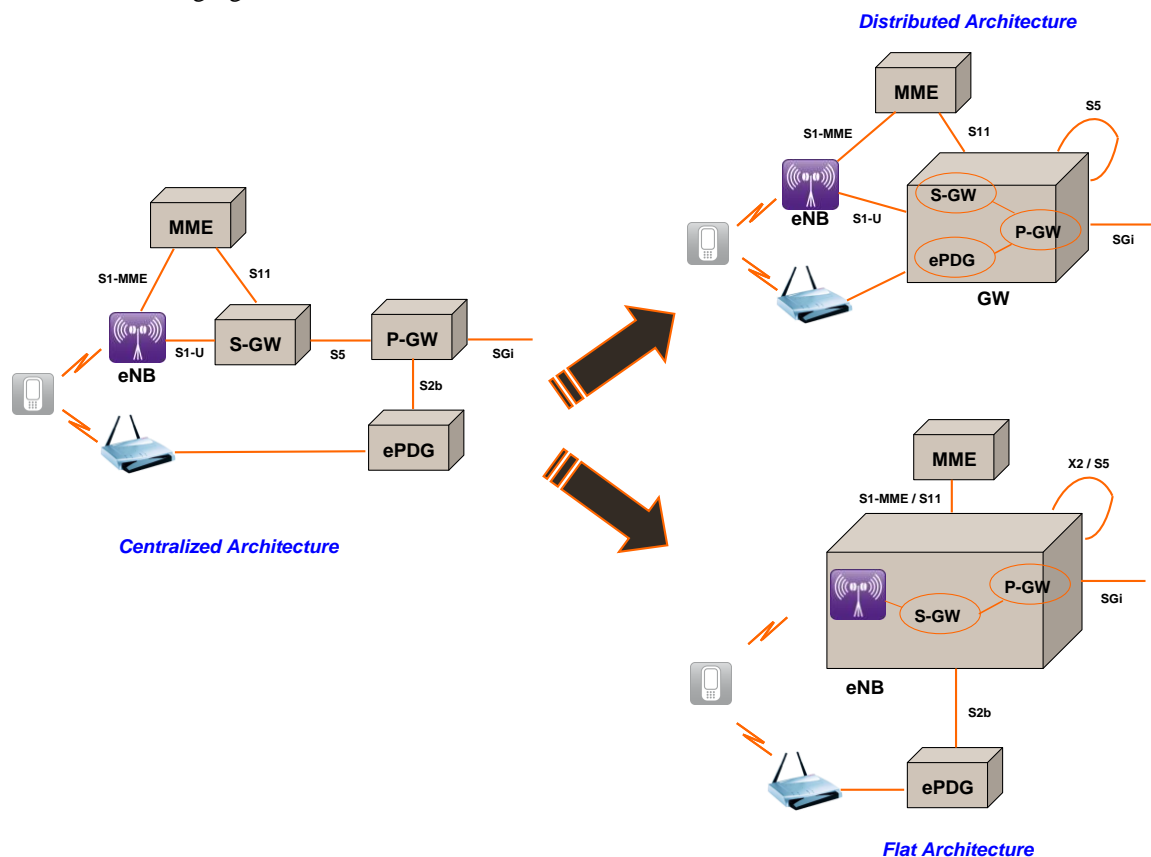 Distributed Architecture
MME
S5
S1-MME
S11
S-GW
eNB
S1-U
P-GW
SGi
ePDG
GW
MME
S1-MME
S11
S-GW
P-GW
S1-U
S5
SGi
eNB
S2b
ePDG
Centralized Architecture
MME
X2 / S5
S1-MME / S11
P-GW
SGi
S-GW
eNB
S2b
ePDG
Flat Architecture